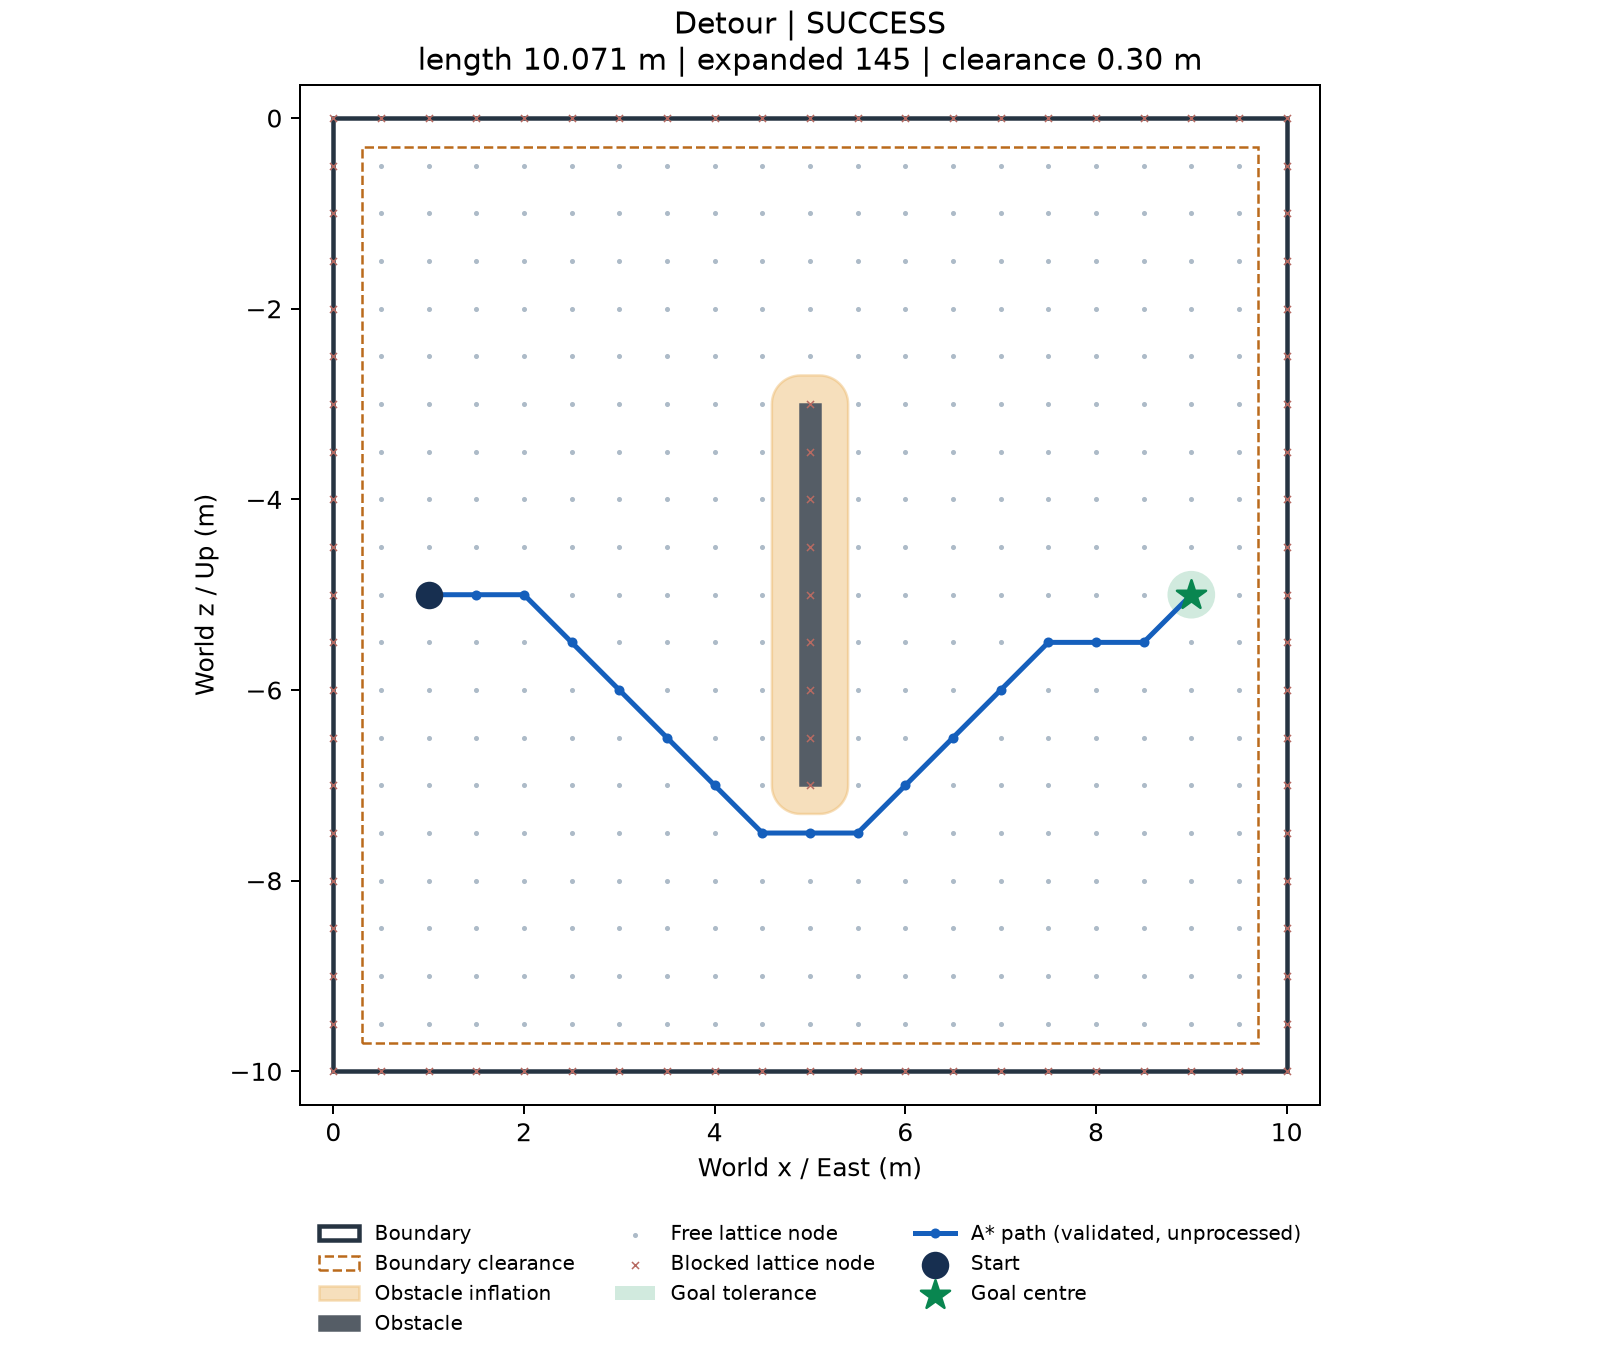 Detour | SUCCESS
length 10.071 m | expanded 145 | clearance 0.30 m
0
−2
−4
−6
−8
−10
World z / Up (m)
0 2 4 6 8 10
World x / East (m)
Boundary
Boundary clearance
Obstacle inflation
Obstacle
Free lattice node
Blocked lattice node
Goal tolerance
A* path (validated, unprocessed)
Start
Goal centre